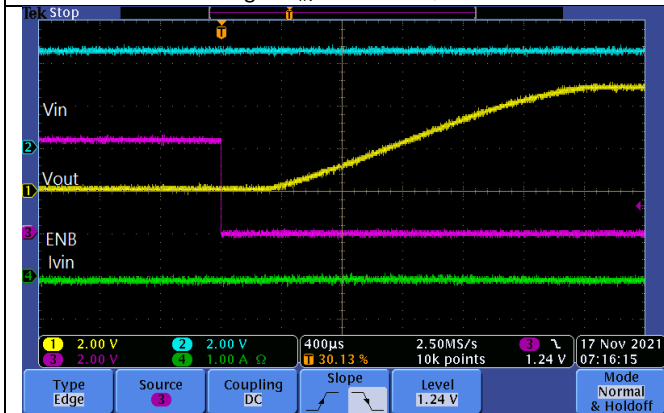 Tek Stop
T
T
Vin
2
Vout
1
3
ENB
Ivin
4
1 2.00 V 2 2.00 V 400µs 2.50MS/s 3 17 Nov 2021
3 2.00 V 4 1.00 A Ω T 30.13 % 10k points 1.24 V 07:16:15
Type Source Coupling Slope Level Mode
Edge 3 DC 1.24 V Normal
& Holdoff